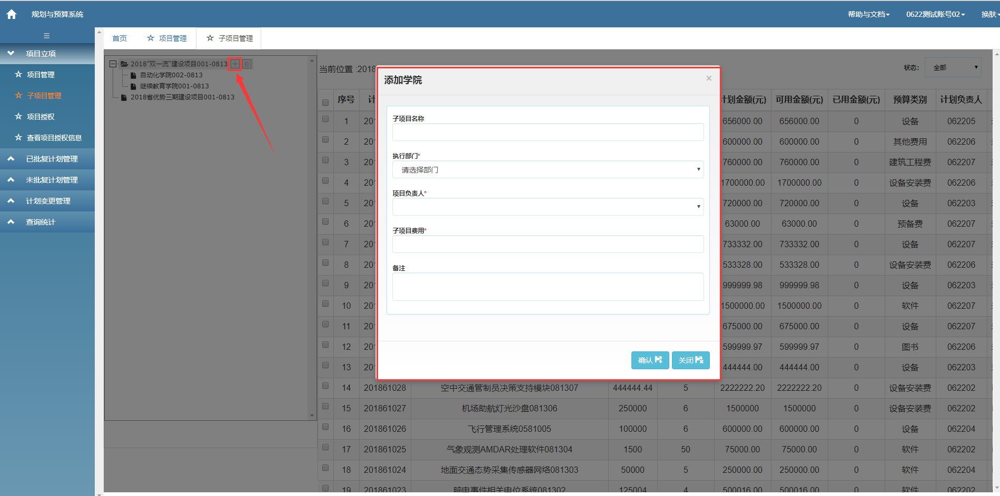 规划与预算系统 帮助与文档 0622测试账号02 换肤
首页 项目管理 子项目管理
项目立项
项目管理
子项目管理
项目授权
查看项目授权信息
已批复计划管理
未批复计划管理
计划变更管理
查询统计
2018"双一流"建设项目001-0813
自动化学院002-0813
继续教育学院001-0813
2018省优势三期建设项目001-0813
当前位置 :2018 状态: 全部
添加学院 ×
子项目名称
执行部门*
请选择部门
项目负责人*
子项目费用*
备注
确认 关闭
序号 计 计划金额(元) 可用金额(元) 已用金额(元) 预算类别 计划负责人
1 20 656000.00 656000.00 0 设备 062205
2 20 600000.00 600000.00 0 其他费用 062206
3 20 760000.00 760000.00 0 建筑工程费 062207
4 20 1700000.00 1700000.00 0 设备安装费 062206
5 20 720000.00 720000.00 0 设备 062203
6 20 63000.00 63000.00 0 预备费 062207
7 20 733332.00 733332.00 0 设备 062207
8 20 533328.00 533328.00 0 设备安装费 062206
9 20 999999.98 999999.98 0 设备 062203
10 20 1500000.00 1500000.00 0 软件 062207
11 20 675000.00 675000.00 0 设备 062207
12 20 599999.97 599999.97 0 图书 062206
13 20 444444.00 444444.00 0 设备 062203
14 201861028 空中交通管制员决策支持模块081307 444444.44 5 2222222.20 2222222.20 0 设备安装费 062202
15 201861027 机场助航灯光沙盘081306 250000 6 1500000 1500000 0 设备安装费 062202
16 201861026 飞行管理系统0581005 100000 6 600000.00 600000.00 0 设备 062204
17 201861025 气象观测AMDAR处理软件081304 1500 50 75000.00 75000.00 0 软件 062202
18 201861024 地面交通态势采集传感器网络081303 50000 5 250000.00 250000.00 0 软件 062204
19 201861023 脑电事件相关电位系统081302 125004 4 500016.00 500016.00 0 软件 062202